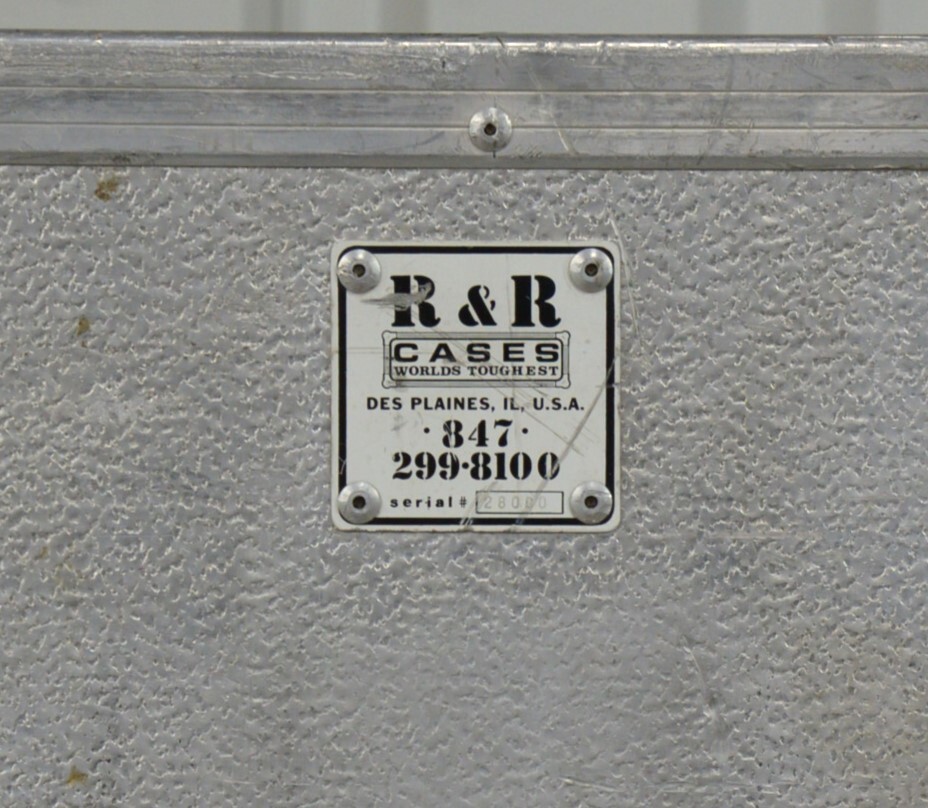 R & R
CASES
WORLDS TOUGHEST
DES PLAINES, IL, U.S.A.
· 847 ·
299·8100
serial #